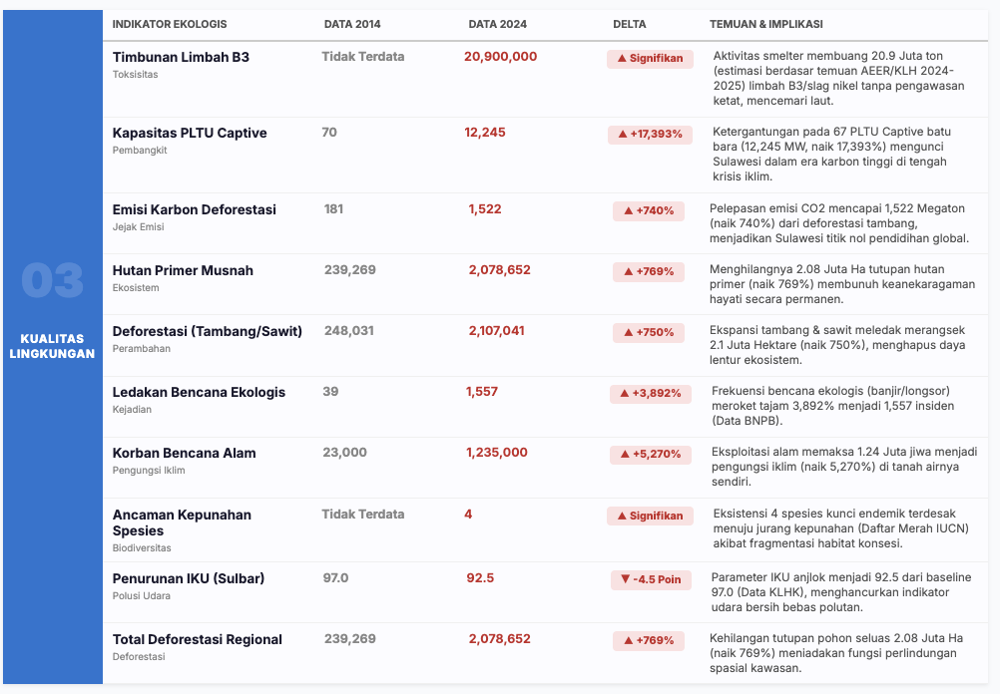 INDIKATOR EKOLOGIS DATA 2014 DATA 2024 DELTA TEMUAN & IMPLIKASI
03
KUALITAS
LINGKUNGAN
Timbunan Limbah B3
Toksisitas
Tidak Terdata
20,900,000
▲ Signifikan
Aktivitas smelter membuang 20.9 Juta ton
(estimasi berdasar temuan AEER/KLH 2024-
2025) limbah B3/slag nikel tanpa pengawasan
ketat, mencemari laut.
Kapasitas PLTU Captive
Pembangkit
70
12,245
▲ +17,393%
Ketergantungan pada 67 PLTU Captive batu
bara (12,245 MW, naik 17,393%) mengunci
Sulawesi dalam era karbon tinggi di tengah
krisis iklim.
Emisi Karbon Deforestasi
Jejak Emisi
181
1,522
▲ +740%
Pelepasan emisi CO2 mencapai 1,522 Megaton
(naik 740%) dari deforestasi tambang,
menjadikan Sulawesi titik nol pendidihan global.
Hutan Primer Musnah
Ekosistem
239,269
2,078,652
▲ +769%
Menghilangnya 2.08 Juta Ha tutupan hutan
primer (naik 769%) membunuh keanekaragaman
hayati secara permanen.
Deforestasi (Tambang/Sawit)
Perambahan
248,031
2,107,041
▲ +750%
Ekspansi tambang & sawit meledak merangsek
2.1 Juta Hektare (naik 750%), menghapus daya
lentur ekosistem.
Ledakan Bencana Ekologis
Kejadian
39
1,557
▲ +3,892%
Frekuensi bencana ekologis (banjir/longsor)
meroket tajam 3,892% menjadi 1,557 insiden
(Data BNPB).
Korban Bencana Alam
Pengungsi Iklim
23,000
1,235,000
▲ +5,270%
Eksploitasi alam memaksa 1.24 Juta jiwa menjadi
pengungsi iklim (naik 5,270%) di tanah airnya
sendiri.
Ancaman Kepunahan
Spesies
Biodiversitas
Tidak Terdata
4
▲ Signifikan
Eksistensi 4 spesies kunci endemik terdesak
menuju jurang kepunahan (Daftar Merah IUCN)
akibat fragmentasi habitat konsesi.
Penurunan IKU (Sulbar)
Polusi Udara
97.0
92.5
▼ -4.5 Poin
Parameter IKU anjlok menjadi 92.5 dari baseline
97.0 (Data KLHK), menghancurkan indikator
udara bersih bebas polutan.
Total Deforestasi Regional
Deforestasi
239,269
2,078,652
▲ +769%
Kehilangan tutupan pohon seluas 2.08 Juta Ha
(naik 769%) meniadakan fungsi perlindungan
spasial kawasan.